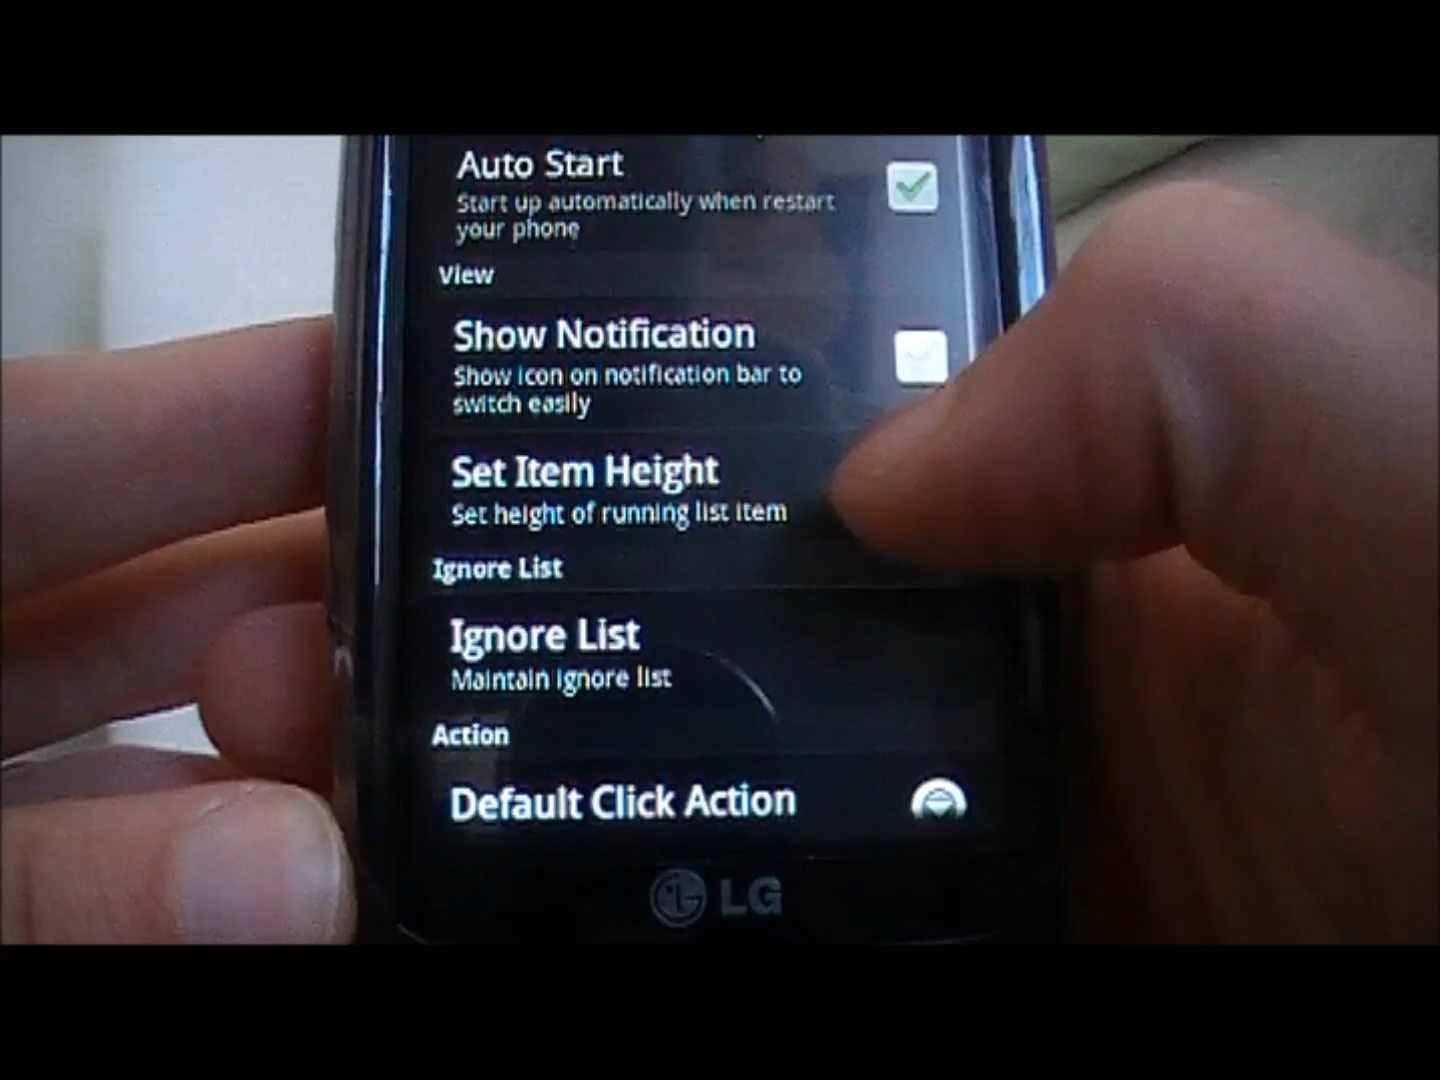 Auto Start
Start up automatically when restart
your phone
View
Show Notification
Show icon on notification bar to
switch easily
Set Item Height
Set height of running list item
Ignore List
Ignore List
Maintain ignore list
Action
Default Click Action
LG